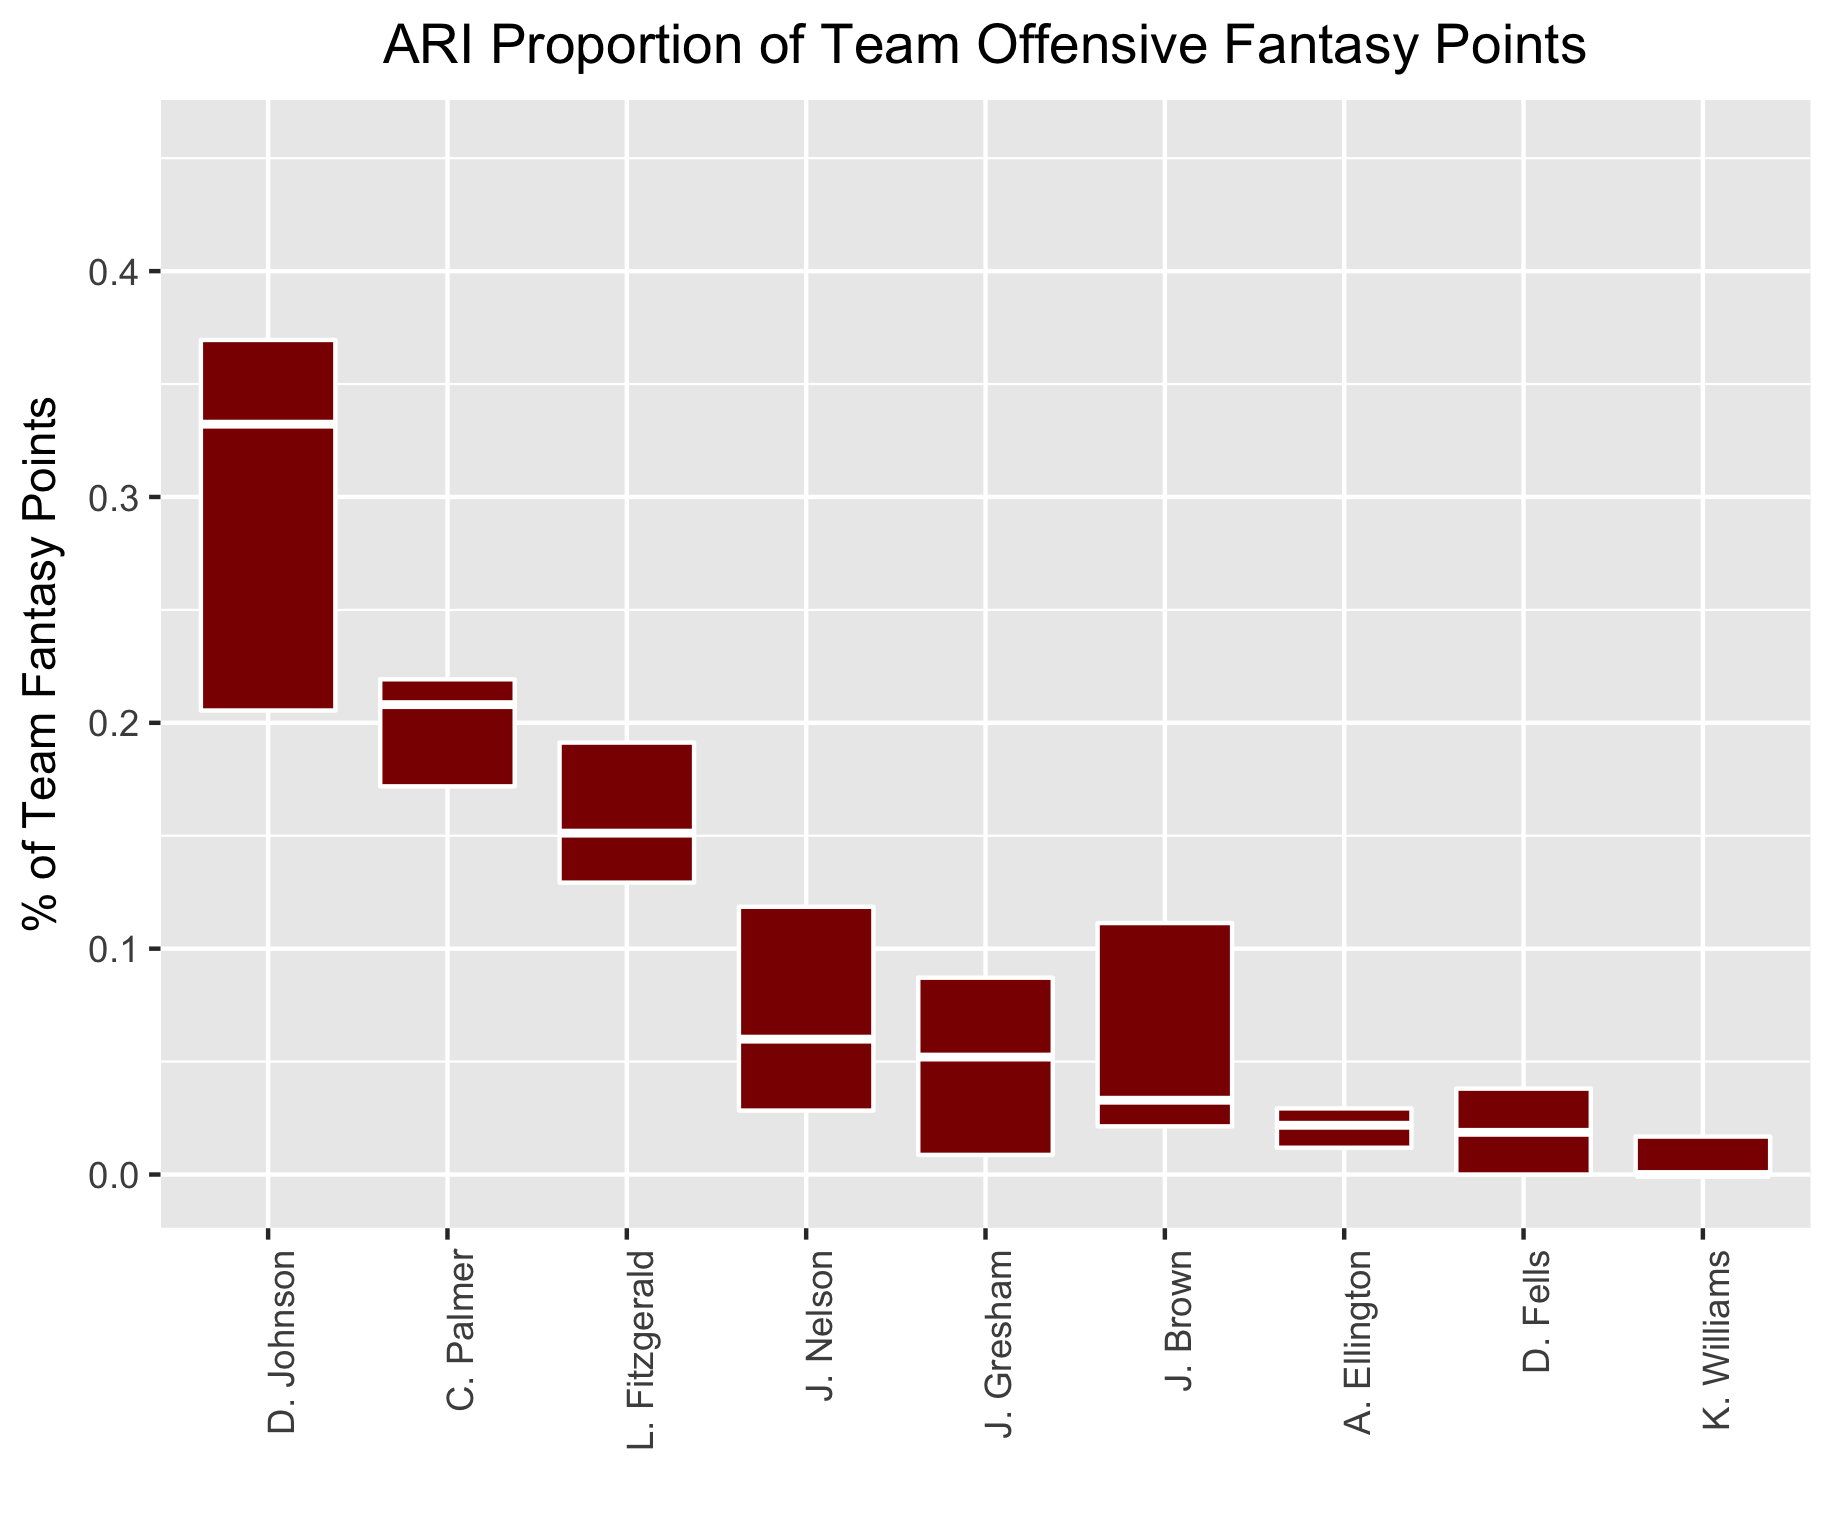 ARI Proportion of Team Offensive Fantasy Points
% of Team Fantasy Points
0.4
0.3
0.2
0.1
0.0
D. Johnson
C. Palmer
L. Fitzgerald
J. Nelson
J. Gresham
J. Brown
A. Ellington
D. Fells
K. Williams